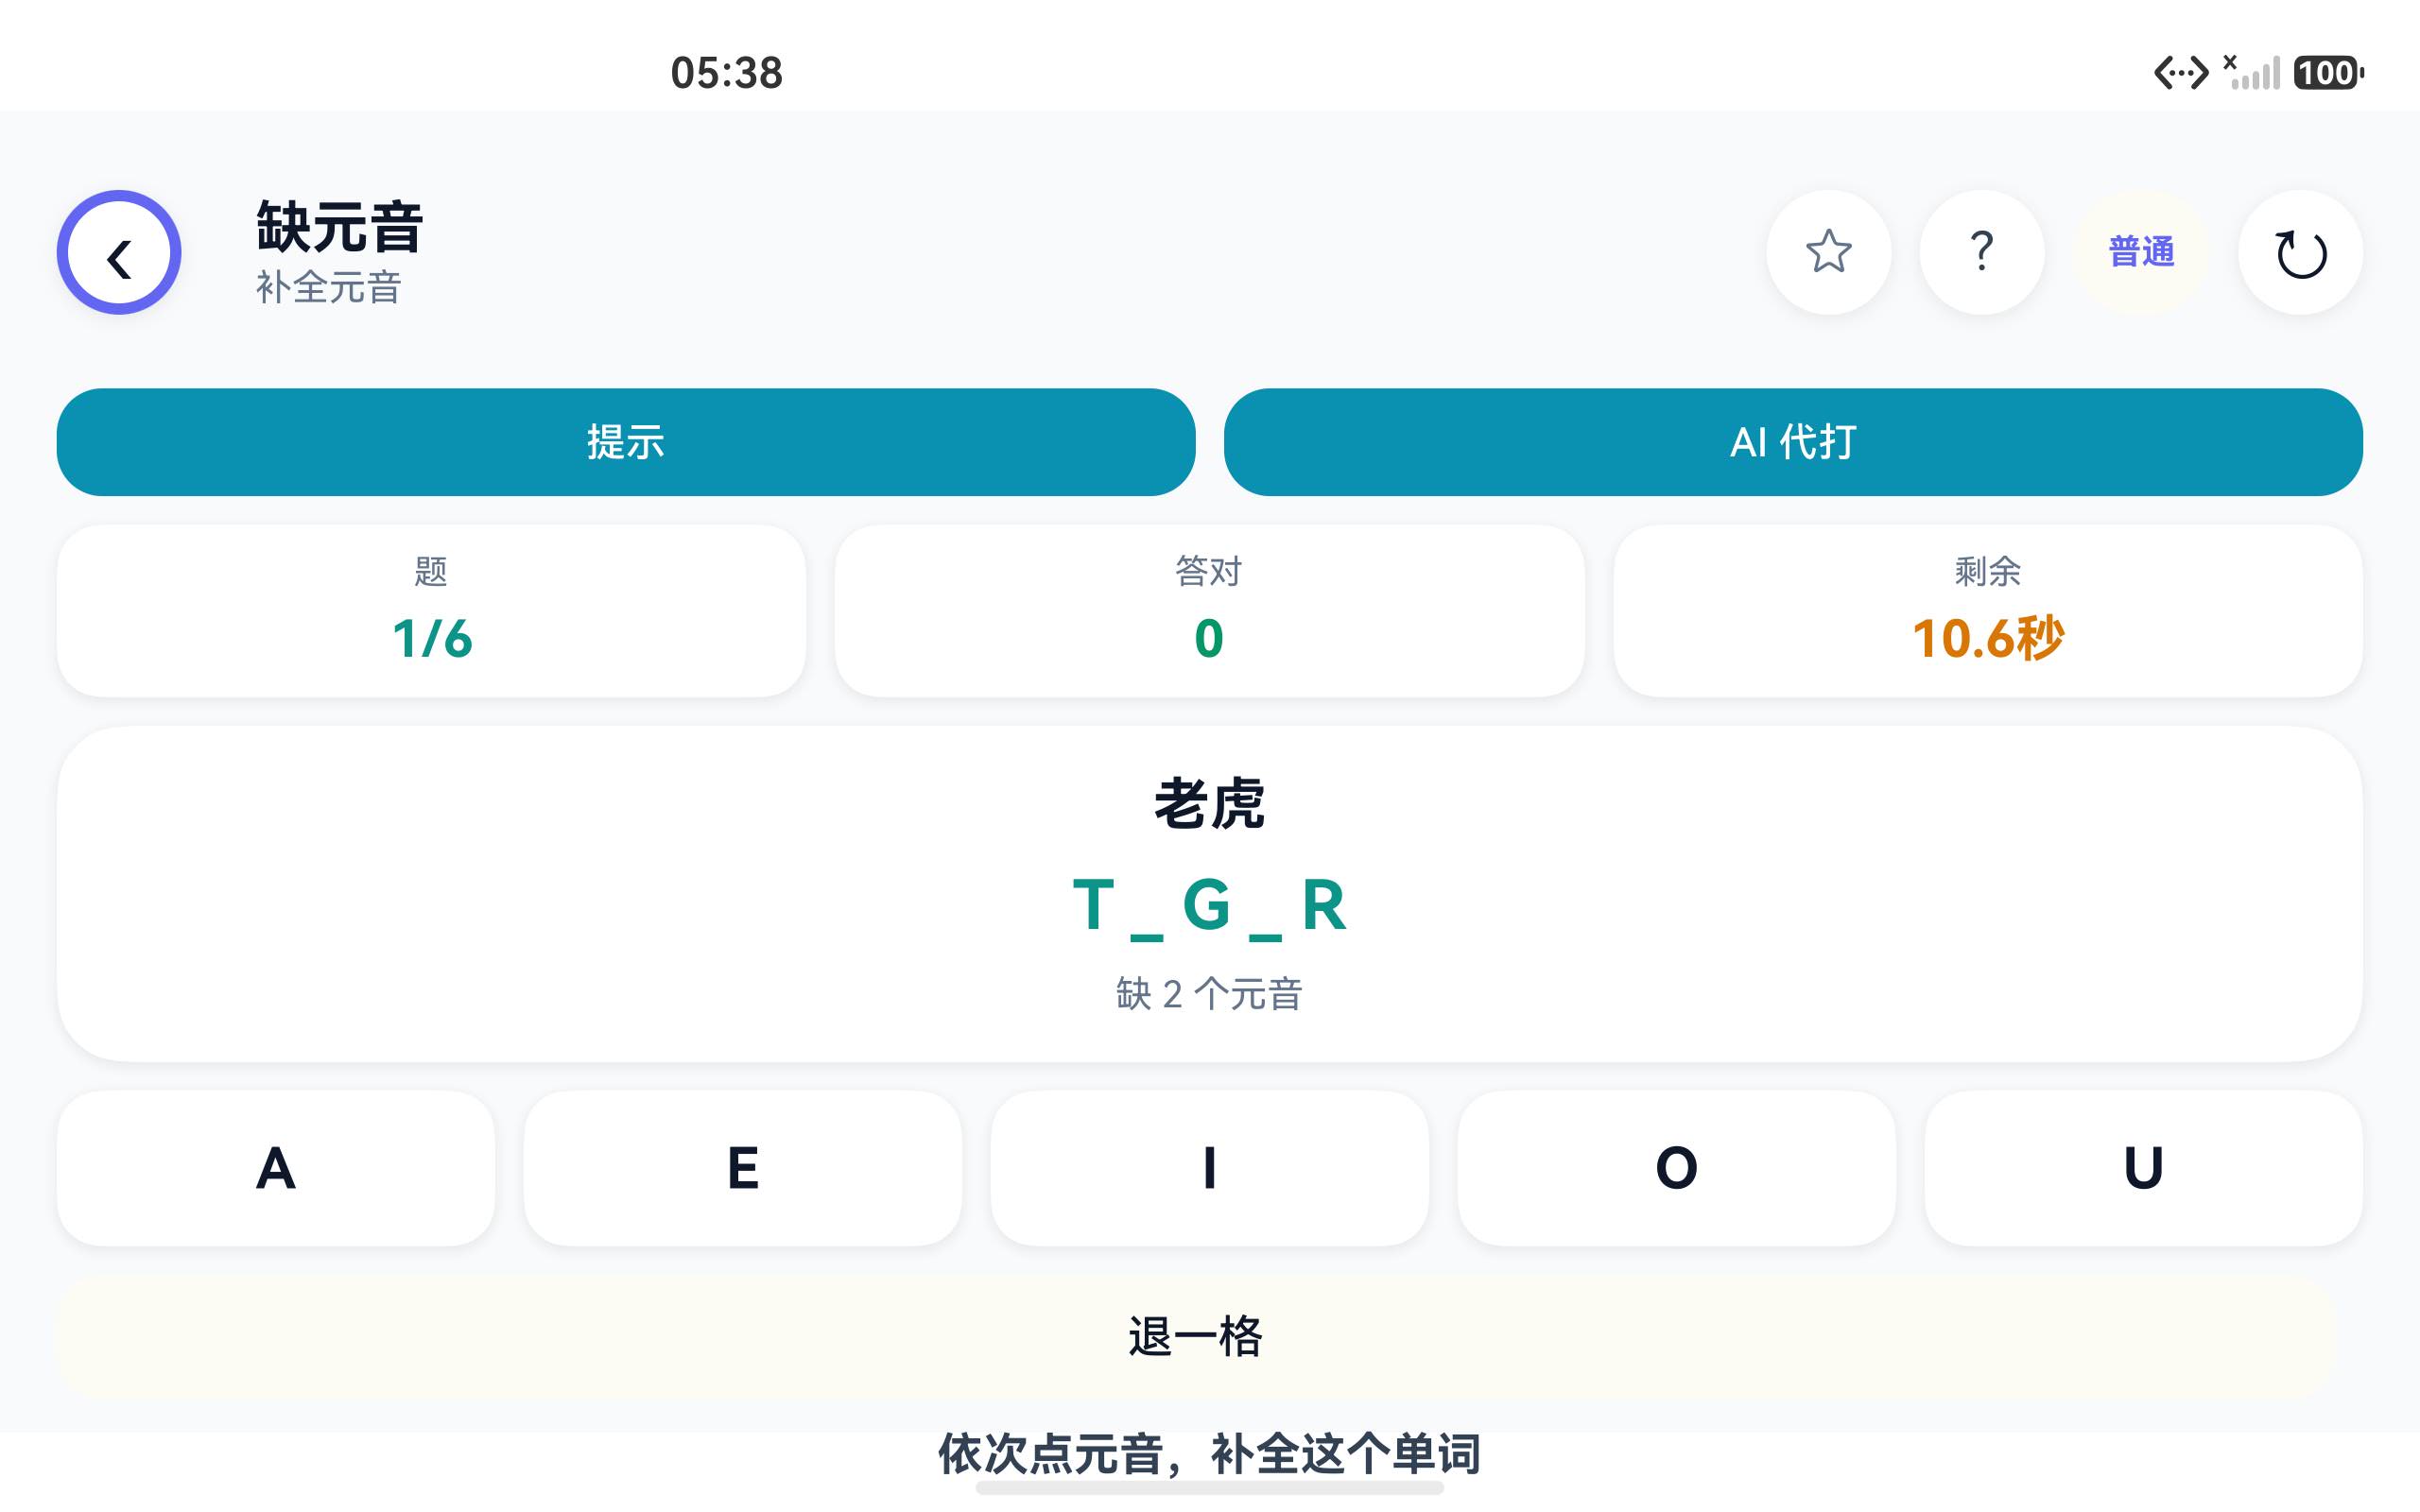 05:38
100
缺元音
补全元音
?
普通
提示
AI 代打
题
1/6
答对
0
剩余
10.6秒
老虎
T _ G _ R
缺 2 个元音
A
E
I
O
U
退一格
依次点元音，补全这个单词